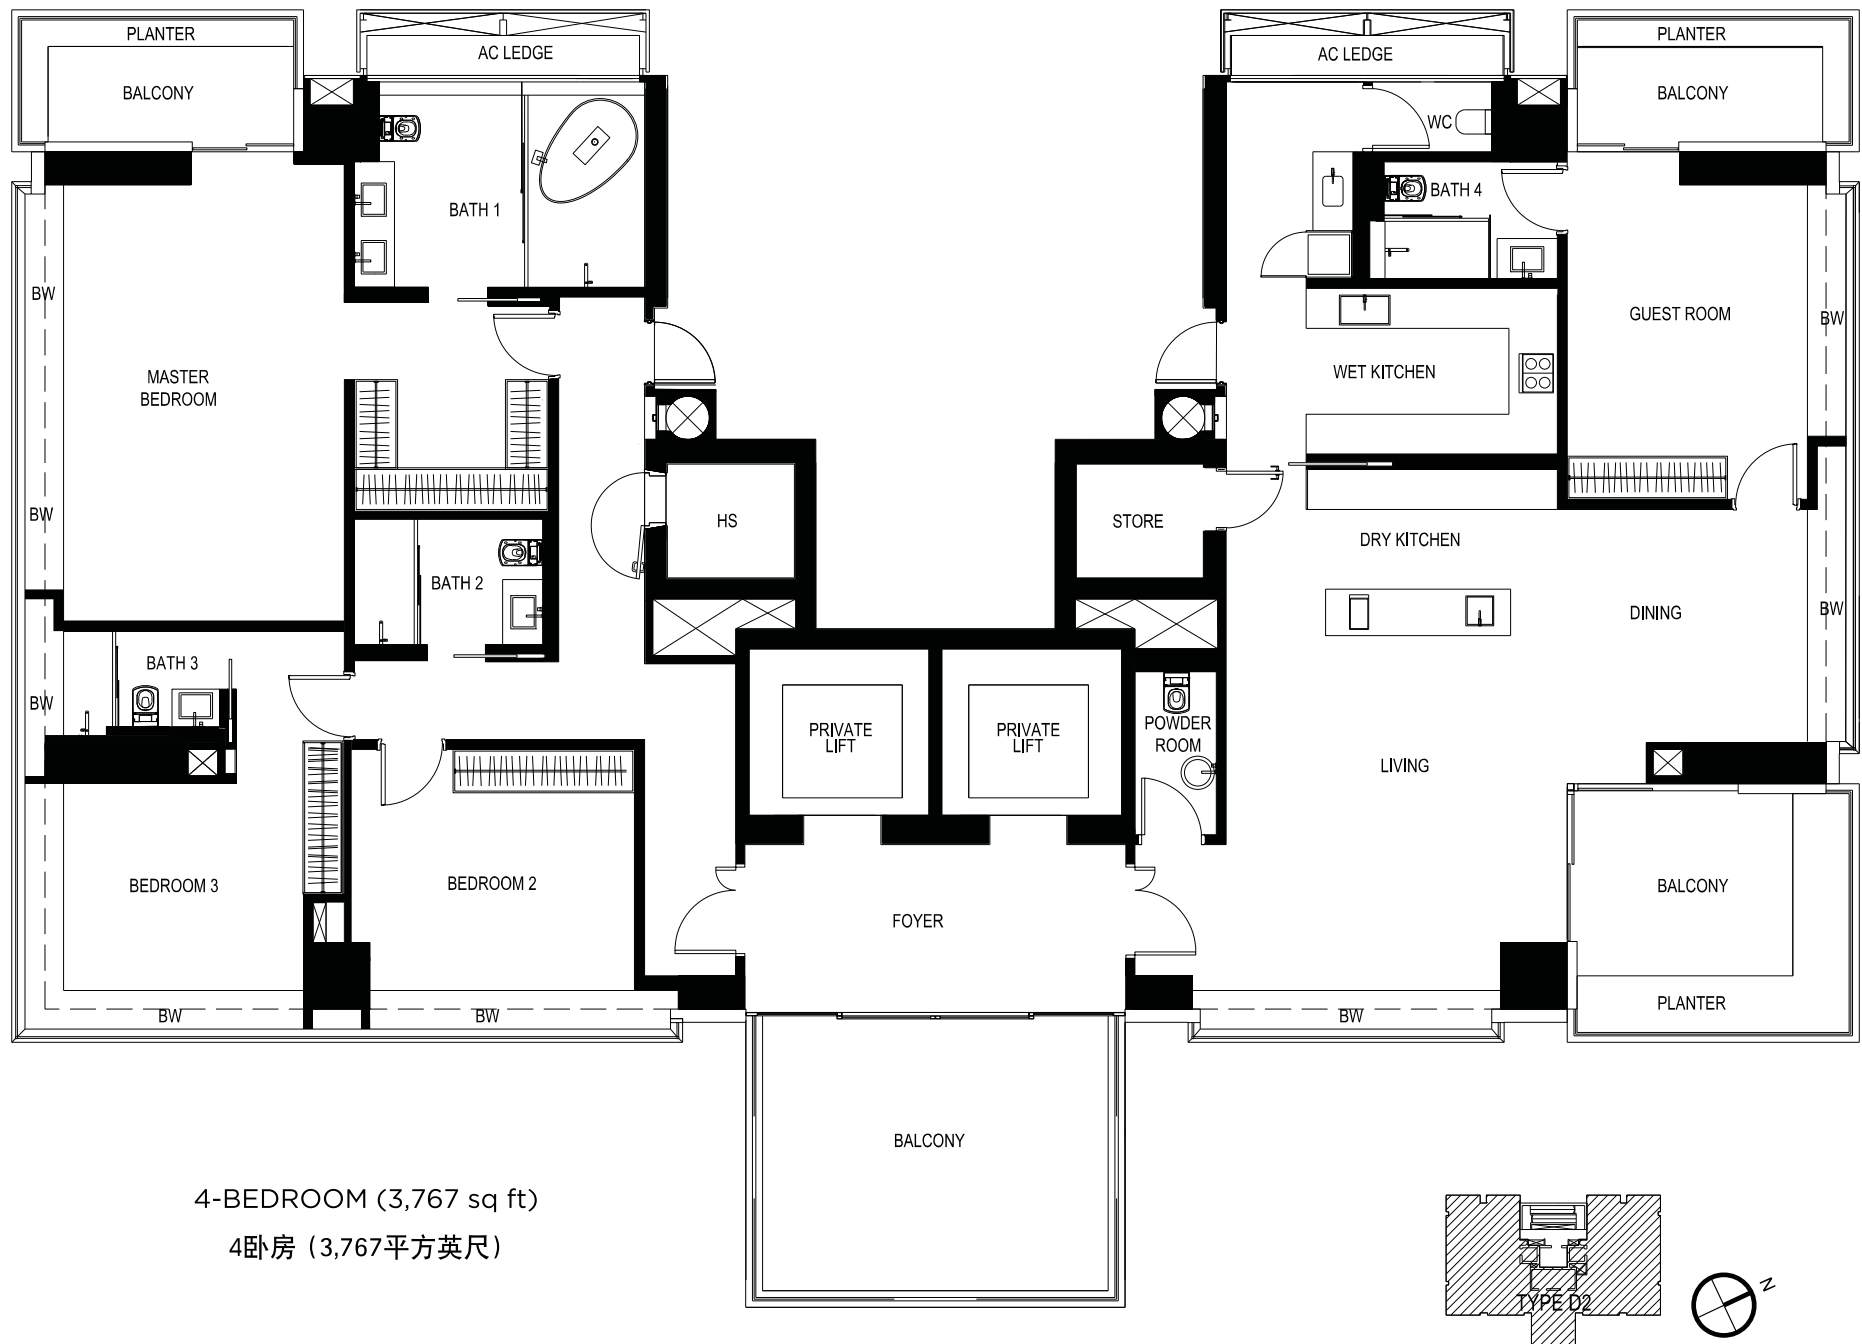 PLANTER
AC LEDGE
AC LEDGE
PLANTER
BALCONY
BALCONY
WC
BATH 1
BATH 4
BW
GUEST ROOM
BW
MASTER
BEDROOM
WET KITCHEN
BW
HS
STORE
DRY KITCHEN
BATH 2
DINING
BW
BATH 3
BW
PRIVATE
LIFT
PRIVATE
LIFT
POWDER
ROOM
LIVING
BEDROOM 3
BEDROOM 2
BALCONY
FOYER
PLANTER
BW
BW
BW
BALCONY
4-BEDROOM (3,767 sq ft)
4卧房 (3,767平方英尺)
TYPE D2
N